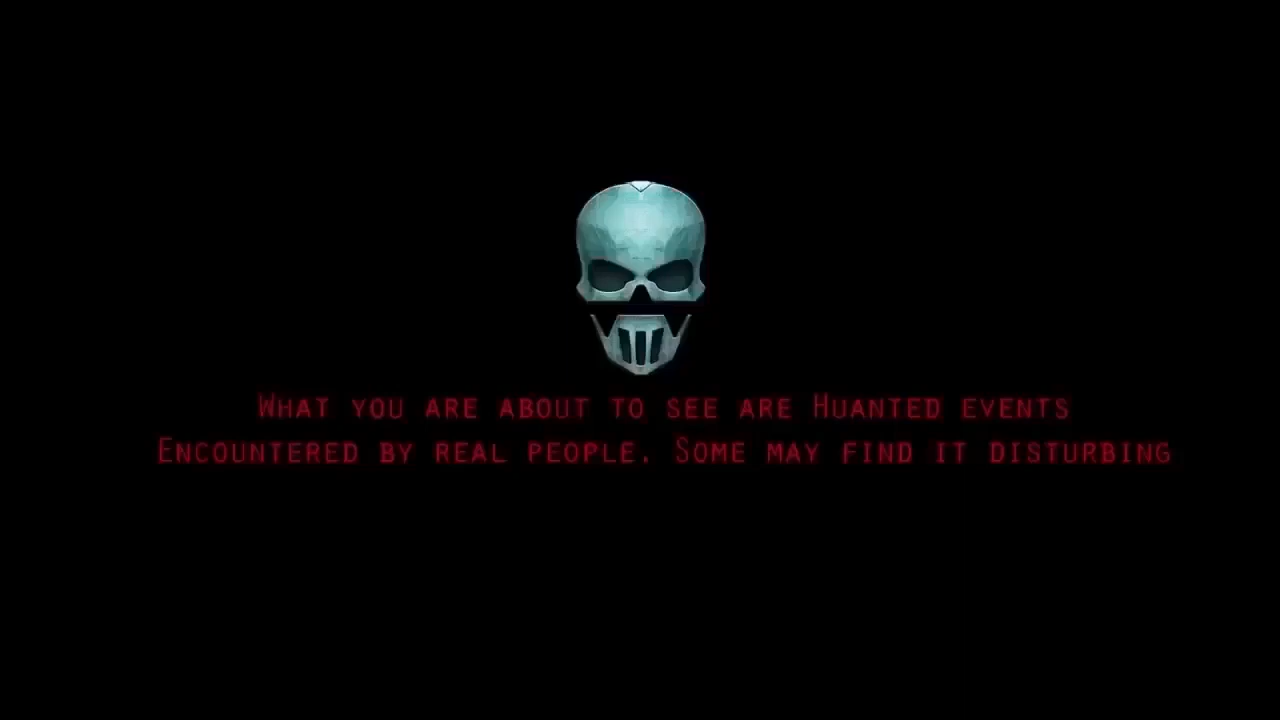 What you are about to see are Huanted events
Encountered by real people. Some may find it disturbing